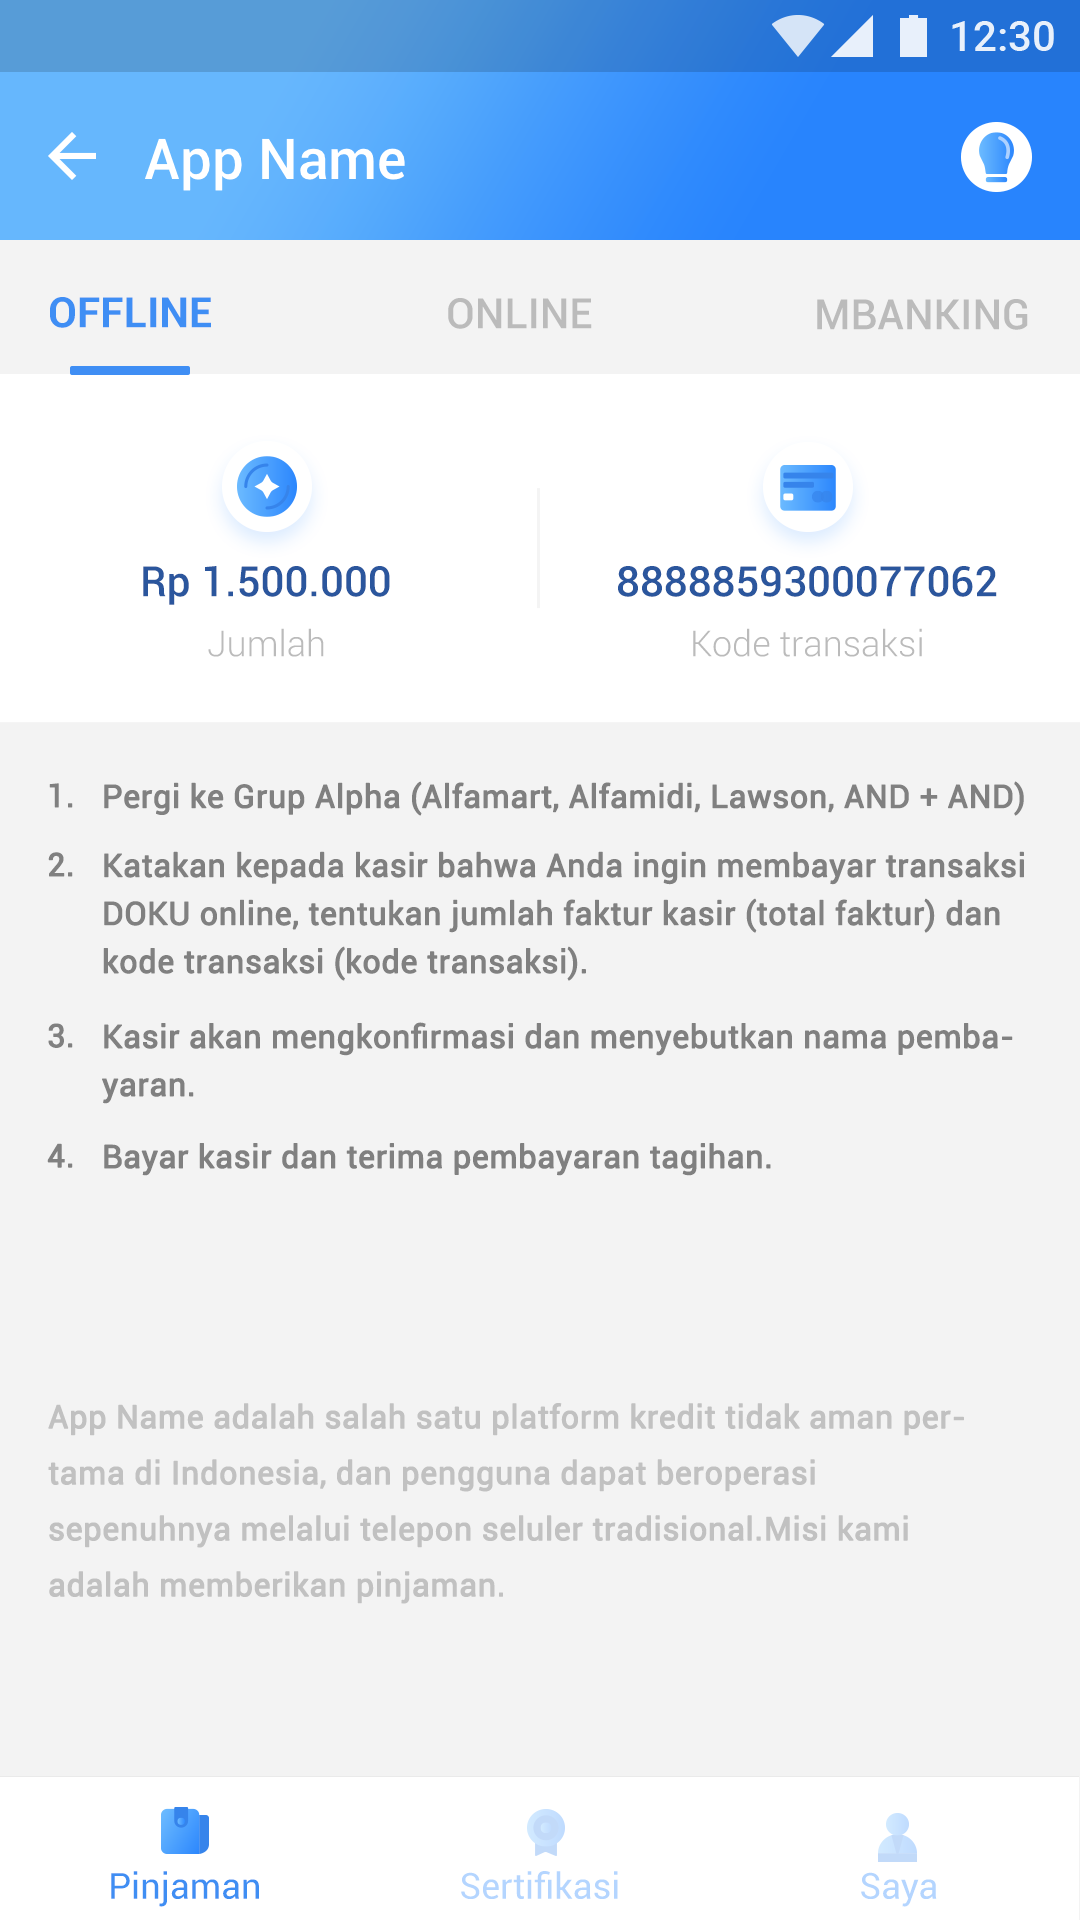 12:30
App Name
OFFLINE ONLINE MBANKING
Rp 1.500.000 8888859300077062
Jumlah Kode transaksi
1. Pergi ke Grup Alpha (Alfamart, Alfamidi, Lawson, AND + AND)
2. Katakan kepada kasir bahwa Anda ingin membayar transaksi
DOKU online, tentukan jumlah faktur kasir (total faktur) dan
kode transaksi (kode transaksi).
3. Kasir akan mengkonfirmasi dan menyebutkan nama pemba-
yaran.
4. Bayar kasir dan terima pembayaran tagihan.
App Name adalah salah satu platform kredit tidak aman per-
tama di Indonesia, dan pengguna dapat beroperasi
sepenuhnya melalui telepon seluler tradisional.Misi kami
adalah memberikan pinjaman.
Pinjaman Sertifikasi Saya